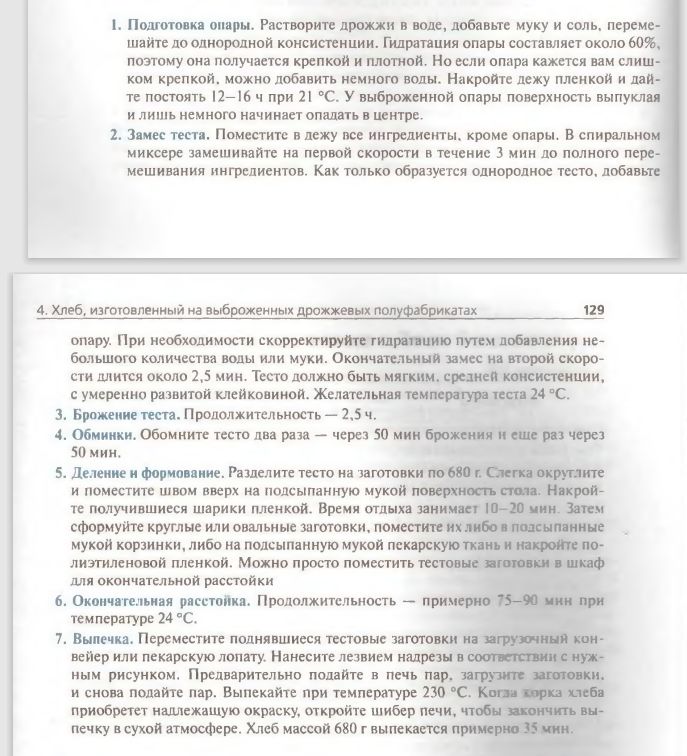 1. Подготовка опары. Растворите дрожжи в воде, добавьте муку и соль, переме-
шайте до однородной консистенции. Гидратация опары составляет около 60%,
поэтому она получается крепкой и плотной. Но если опара кажется вам слиш-
ком крепкой, можно добавить немного воды. Накройте дежу пленкой и дай-
те постоять 12—16 ч при 21 °С. У выброженной опары поверхность выпуклая
и лишь немного начинает опадать в центре.
2. Замес теста. Поместите в дежу все ингредиенты, кроме опары. В спиральном
миксере замешивайте на первой скорости в течение 3 мин до полного пере-
мешивания ингредиентов. Как только образуется однородное тесто, добавьте
4. Хлеб, изготовленный на выброженных дрожжевых полуфабрикатах 129
опару. При необходимости скорректируйте гидратацию путем добавления не-
большого количества воды или муки. Окончательный замес на второй скоро-
сти длится около 2,5 мин. Тесто должно быть мягким, средней консистенции,
с умеренно развитой клейковиной. Желательная температура теста 24 °С.
3. Брожение теста. Продолжительность — 2,5 ч.
4. Обминки. Обомните тесто два раза — через 50 мин брожения и еще раз через
50 мин.
5. Деление и формование. Разделите тесто на заготовки по 680 г. Слегка округлите
и поместите швом вверх на подсыпанную мукой поверхность стола. Накрой-
те получившиеся шарики пленкой. Время отдыха занимает 10—20 мин. Затем
сформуйте круглые или овальные заготовки, поместите их либо в подсыпанные
мукой корзинки, либо на подсыпанную мукой пекарскую ткань и накройте по-
лиэтиленовой пленкой. Можно просто поместить тестовые заготовки в шкаф
для окончательной расстойки
6. Окончательная расстойка. Продолжительность — примерно 75—90 мин при
температуре 24 °С.
7. Выпечка. Переместите поднявшиеся тестовые заготовки на загрузочный кон-
вейер или пекарскую лопату. Нанесите лезвием надрезы в соответствии с нуж-
ным рисунком. Предварительно подайте в печь пар, загрузите заготовки,
и снова подайте пар. Выпекайте при температуре 230 °С. Когда корка хлеба
приобретет надлежащую окраску, откройте шибер печи, чтобы закончить вы-
печку в сухой атмосфере. Хлеб массой 680 г выпекается примерно 35 мин.